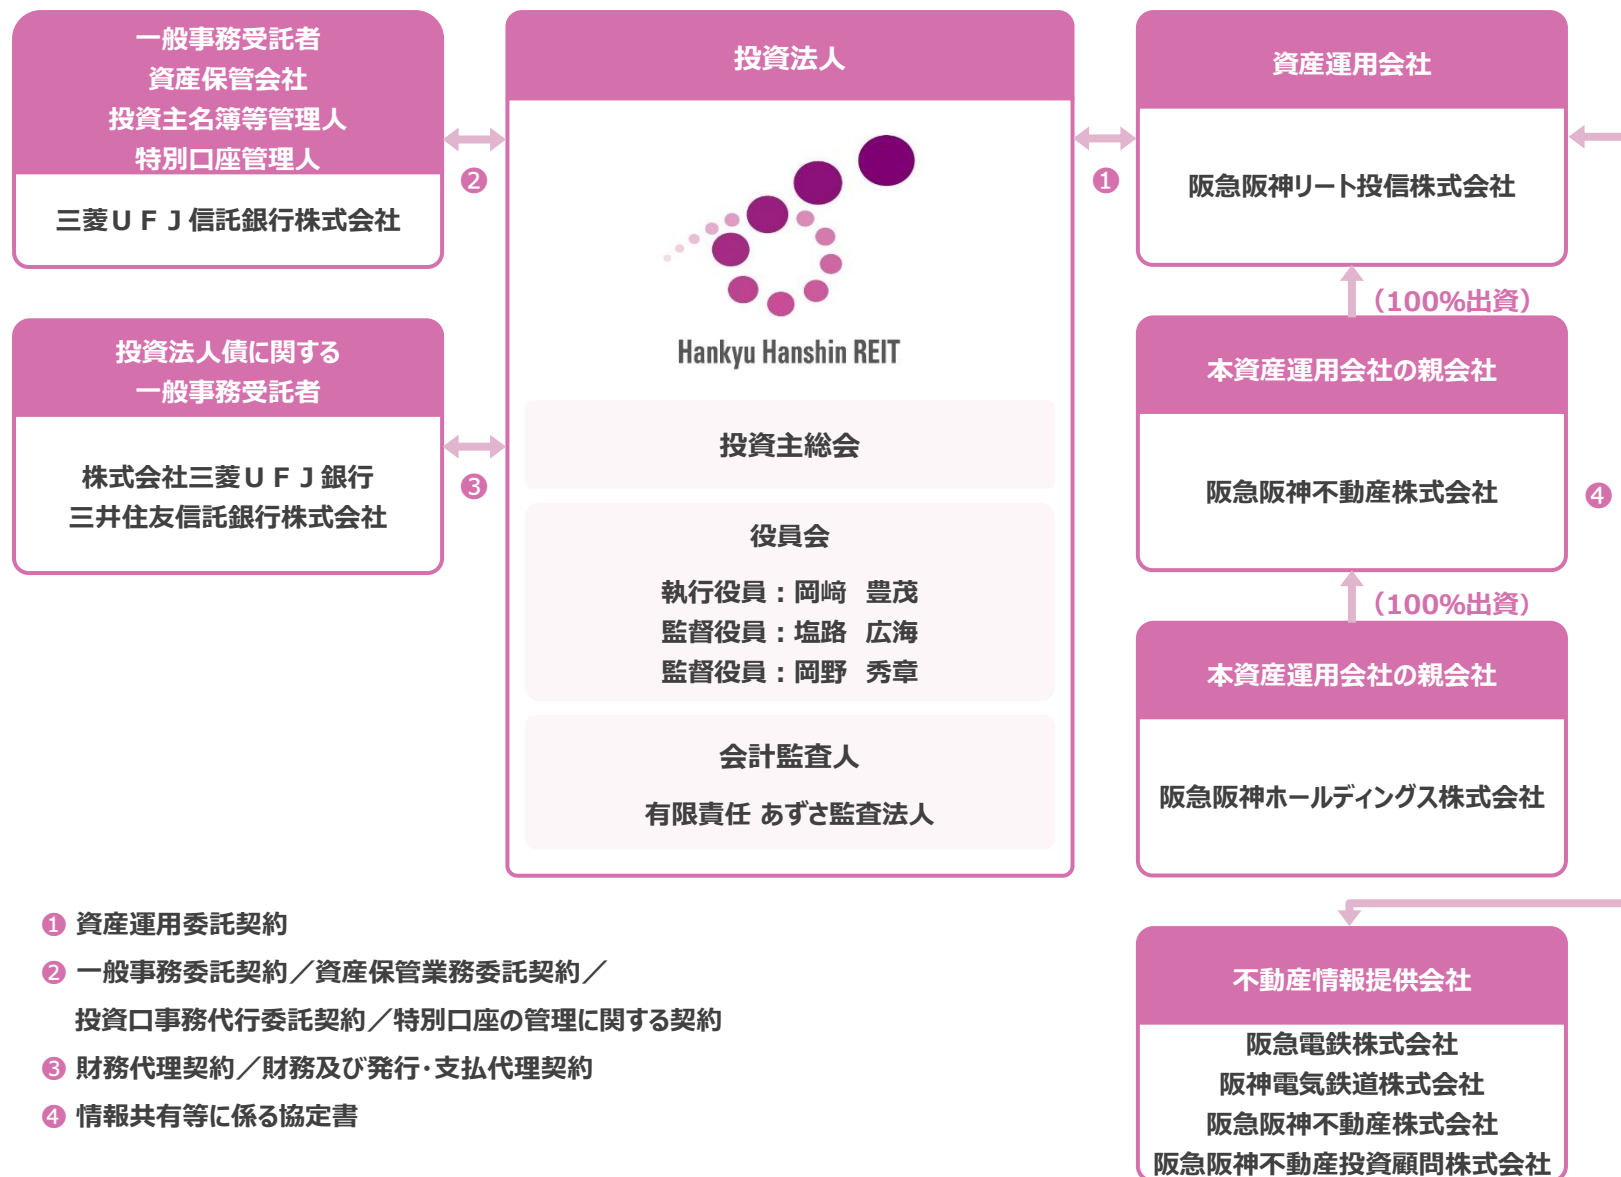 一般事務受託者
資産保管会社
投資主名簿等管理人
特別口座管理人
三菱ＵＦＪ信託銀行株式会社
❷
投資法人債に関する
一般事務受託者
株式会社三菱ＵＦＪ銀行
三井住友信託銀行株式会社
❸
投資法人
Hankyu Hanshin REIT
投資主総会
役員会
執行役員：岡﨑 豊茂
監督役員：塩路 広海
監督役員：岡野 秀章
会計監査人
有限責任 あずさ監査法人
❶
資産運用会社
阪急阪神リート投信株式会社
（100%出資）
本資産運用会社の親会社
阪急阪神不動産株式会社
❹
（100%出資）
本資産運用会社の親会社
阪急阪神ホールディングス株式会社
不動産情報提供会社
阪急電鉄株式会社
阪神電気鉄道株式会社
阪急阪神不動産株式会社
阪急阪神不動産投資顧問株式会社
❶ 資産運用委託契約
❷ 一般事務委託契約／資産保管業務委託契約／
投資口事務代行委託契約／特別口座の管理に関する契約
❸ 財務代理契約／財務及び発行・支払代理契約
❹ 情報共有等に係る協定書